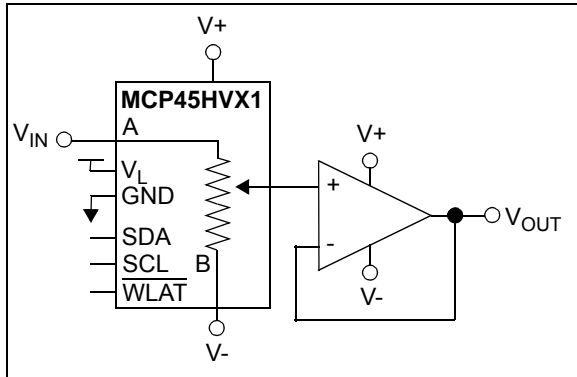 V+
MCP45HVX1
A
VIN
VL
GND
SDA
SCL
WLAT
B
V-
V+
+
-
V-
VOUT